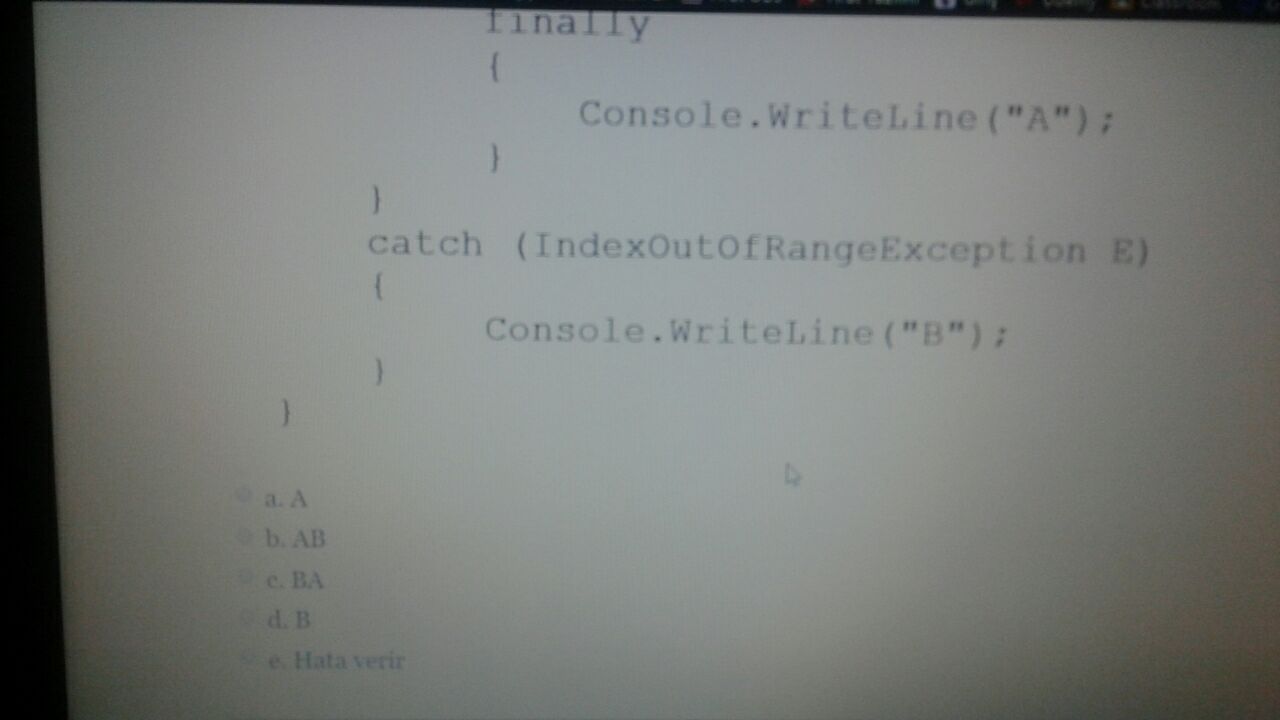 finally
{
Console.WriteLine("A");
}
}
catch (IndexOutOfRangeException E)
{
Console.WriteLine("B");
}
}
a. A
b. AB
c. BA
d. B
e. Hata verir